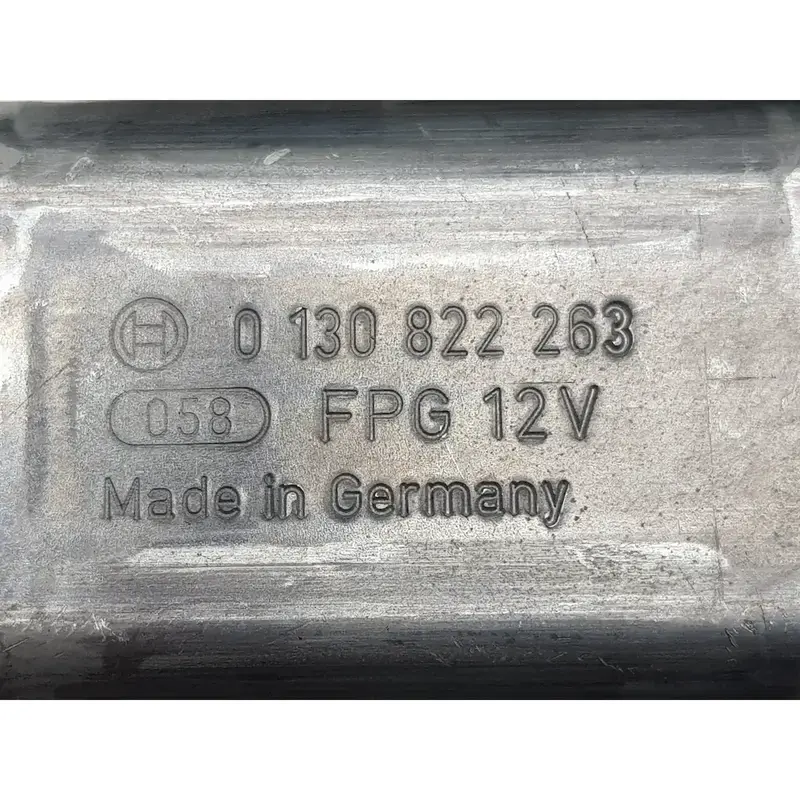 0 130 822 263
058 FPG 12V
Made in Germany